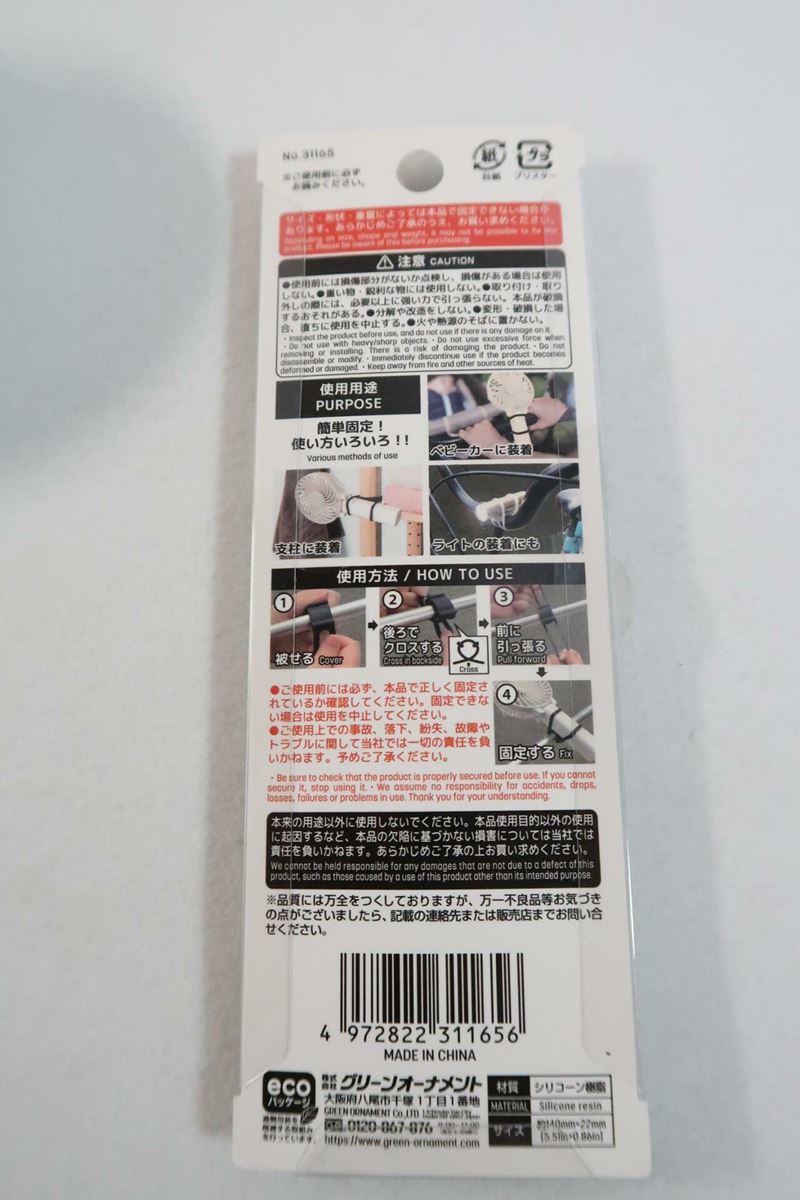 No.31165
※ご使用前に必ず
お読みください。
紙
台紙
プラ
ブリスター
サイズ・形状・重量によっては本品で固定できない場合が
あります。あらかじめご了承のうえ、お買い求めください。
Depending on size, shape and weight, it may not be possible to fix the
product. Please be aware of this before purchasing.
注意 CAUTION
●使用前には損傷部分がないか点検し、損傷がある場合は使用
しない。●重い物・鋭利な物には使用しない。●取り付け・取り
外しの際には、必要以上に強い力で引っ張らない。本品が破損
するおそれがある。●分解や改造をしない。●変形・破損した場
合、直ちに使用を中止する。●火や熱源のそばに置かない。
・Inspect the product before use, and do not use if there is any damage on it.
・Do not use with heavy/sharp objects. ・Do not use excessive force when
removing or installing. There is a risk of damaging the product. ・Do not
disassemble or modify. ・Immediately discontinue use if the product becomes
deformed or damaged. ・Keep away from fire and other sources of heat.
使用用途
PURPOSE
簡単固定！
使い方いろいろ！！
Various methods of use
ベビーカーに装着
支柱に装着
ライトの装着にも
使用方法 / HOW TO USE
1
被せる Cover
2
後ろで
クロスする
Cross in backside
Cross
3
前に
引っ張る
Pull forward
4
固定する Fix
●ご使用前には必ず、本品で正しく固定さ
れているか確認してください。固定できな
い場合は使用を中止してください。
●ご使用上での事故、落下、紛失、故障や
トラブルに関して当社では一切の責任を負
いかねます。予めご了承ください。
・Be sure to check that the product is properly secured before use. If you cannot
secure it, stop using it. ・We assume no responsibility for accidents, drops,
losses, failures or problems in use. Thank you for your understanding.
本来の用途以外に使用しないでください。本品使用目的以外の使用
に起因するなど、本品の欠陥に基づかない損害については当社では
責任を負いかねます。あらかじめご了承の上お買い求めください。
We cannot be held responsible for any damages that are not due to a defect of this
product, such as those caused by a use of this product other than its intended purpose.
※品質には万全をつくしておりますが、万一不良品等お気づき
の点がございましたら、記載の連絡先または販売店までお問い合
せください。
4 972822 311656
MADE IN CHINA
eco
パッケージ
株式会社 グリーンオーナメント
大阪府八尾市千塚1丁目1番地
GREEN ORNAMENT Co.,LTD.
0120-867-876
https://www.green-ornament.com
材質 シリコーン樹脂
MATERIAL Silicone resin
サイズ 約140mm×22mm
(5.51in×0.86in)